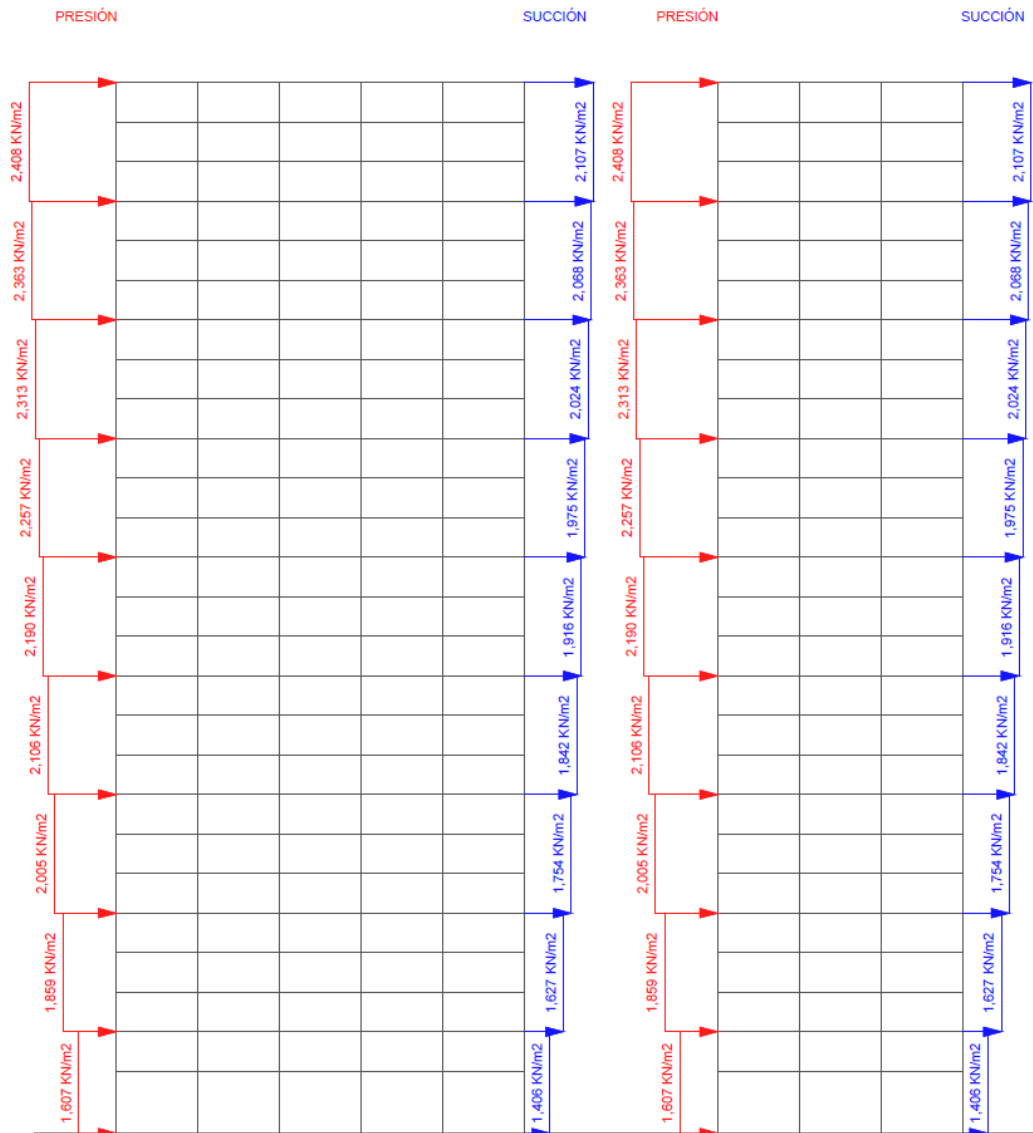 PRESIÓN
SUCCIÓN
PRESIÓN
SUCCIÓN
2,408 KN/m2
2,107 KN/m2
2,408 KN/m2
2,107 KN/m2
2,363 KN/m2
2,068 KN/m2
2,363 KN/m2
2,068 KN/m2
2,313 KN/m2
2,024 KN/m2
2,313 KN/m2
2,024 KN/m2
2,257 KN/m2
1,975 KN/m2
2,257 KN/m2
1,975 KN/m2
2,190 KN/m2
1,916 KN/m2
2,190 KN/m2
1,916 KN/m2
2,106 KN/m2
1,842 KN/m2
2,106 KN/m2
1,842 KN/m2
2,005 KN/m2
1,754 KN/m2
2,005 KN/m2
1,754 KN/m2
1,859 KN/m2
1,627 KN/m2
1,859 KN/m2
1,627 KN/m2
1,607 KN/m2
1,406 KN/m2
1,607 KN/m2
1,406 KN/m2